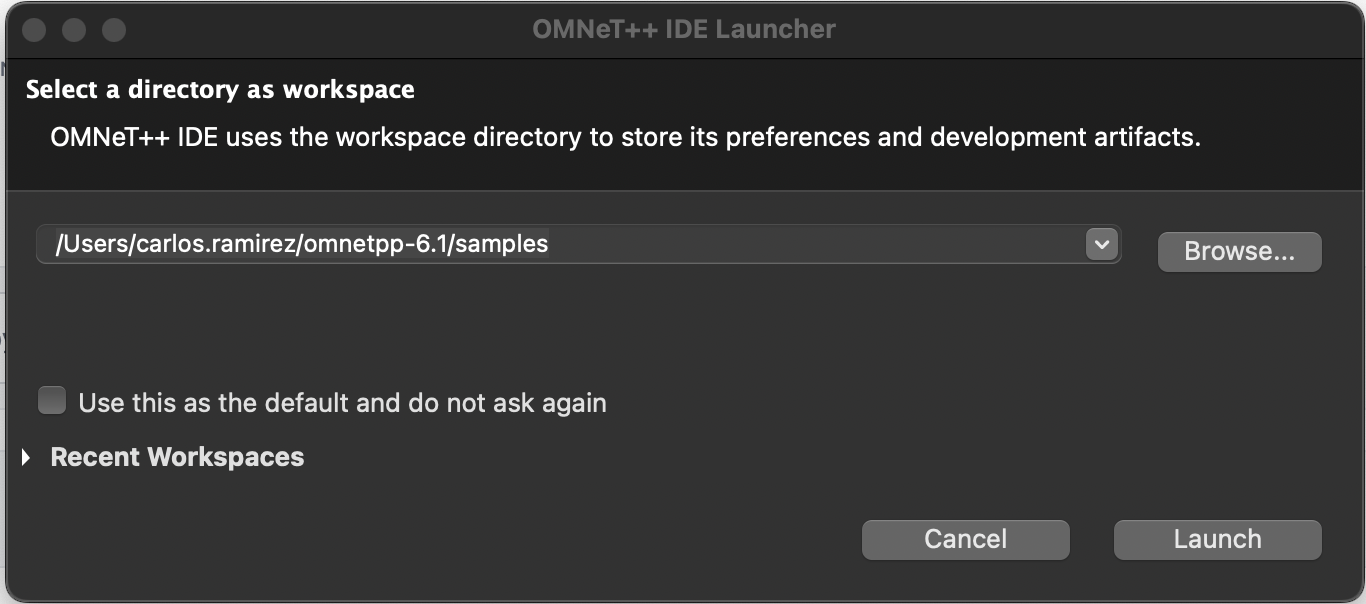 OMNeT++ IDE Launcher
Select a directory as workspace
OMNeT++ IDE uses the workspace directory to store its preferences and development artifacts.
/Users/carlos.ramirez/omnetpp-6.1/samples
Browse...
Use this as the default and do not ask again
Recent Workspaces
Cancel
Launch